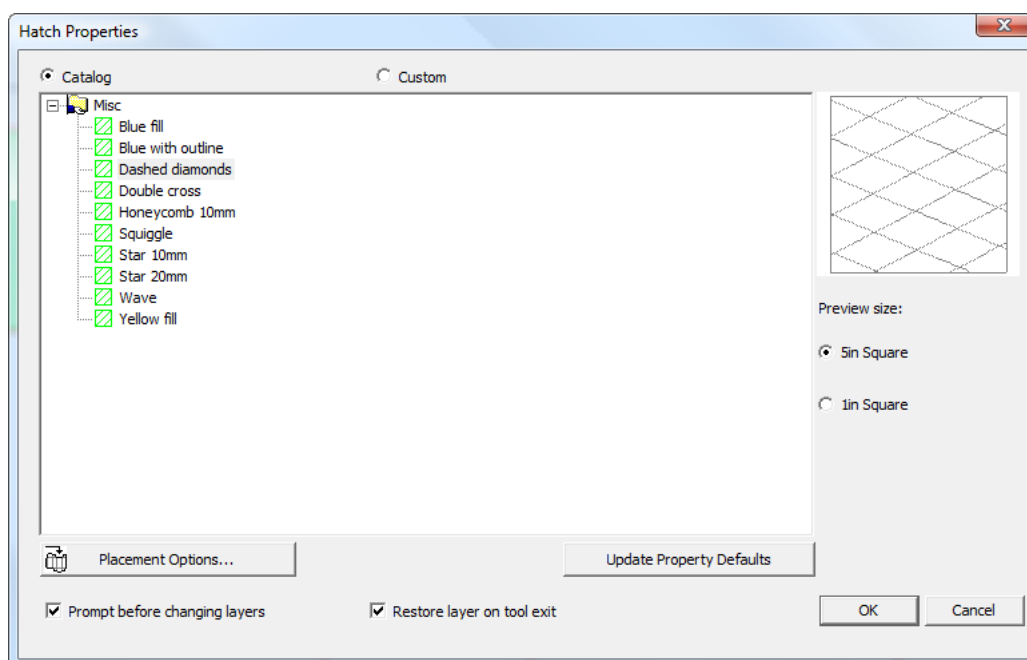 Hatch Properties
Catalog
Custom
Misc
Blue fill
Blue with outline
Dashed diamonds
Double cross
Honeycomb 10mm
Squiggle
Star 10mm
Star 20mm
Wave
Yellow fill
Preview size:
5in Square
1in Square
Placement Options...
Update Property Defaults
Prompt before changing layers
Restore layer on tool exit
OK
Cancel